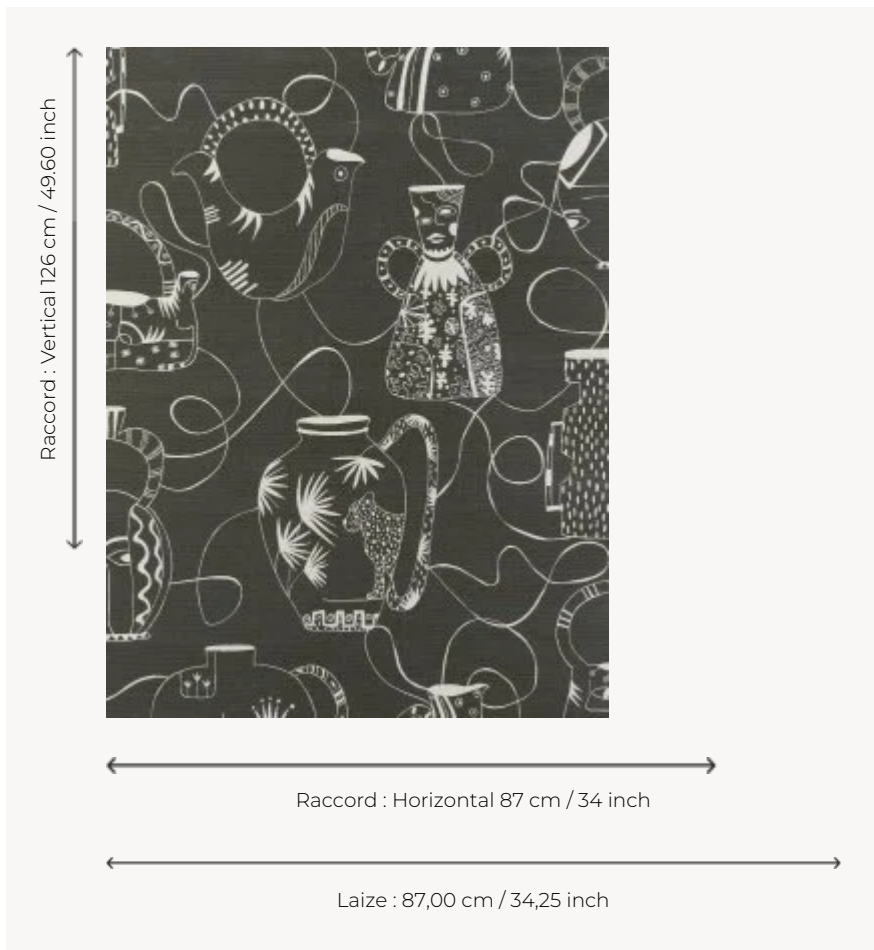 Raccord : Vertical 126 cm / 49.60 inch
Raccord : Horizontal 87 cm / 34 inch
Laize : 87,00 cm / 34,25 inch